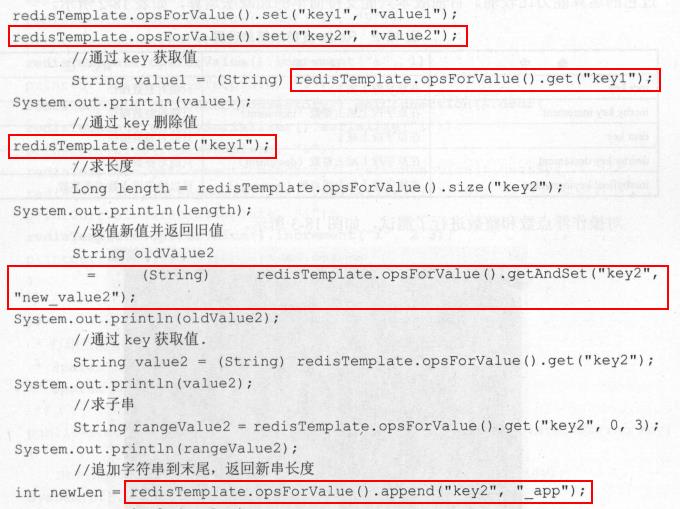 redisTemplate.opsForValue().set("key1", "value1");
redisTemplate.opsForValue().set("key2", "value2");
//通过 key 获取值
String value1 = (String) redisTemplate.opsForValue().get("key1");
System.out.println(value1);
//通过 key 删除值
redisTemplate.delete("key1");
//求长度
Long length = redisTemplate.opsForValue().size("key2");
System.out.println(length);
//设值新值并返回旧值
String oldValue2
= (String) redisTemplate.opsForValue().getAndSet("key2",
"new_value2");
System.out.println(oldValue2);
//通过 key 获取值.
String value2 = (String) redisTemplate.opsForValue().get("key2");
System.out.println(value2);
//求子串
String rangeValue2 = redisTemplate.opsForValue().get("key2", 0, 3);
System.out.println(rangeValue2);
//追加字符串到末尾，返回新串长度
int newLen = redisTemplate.opsForValue().append("key2", "_app");